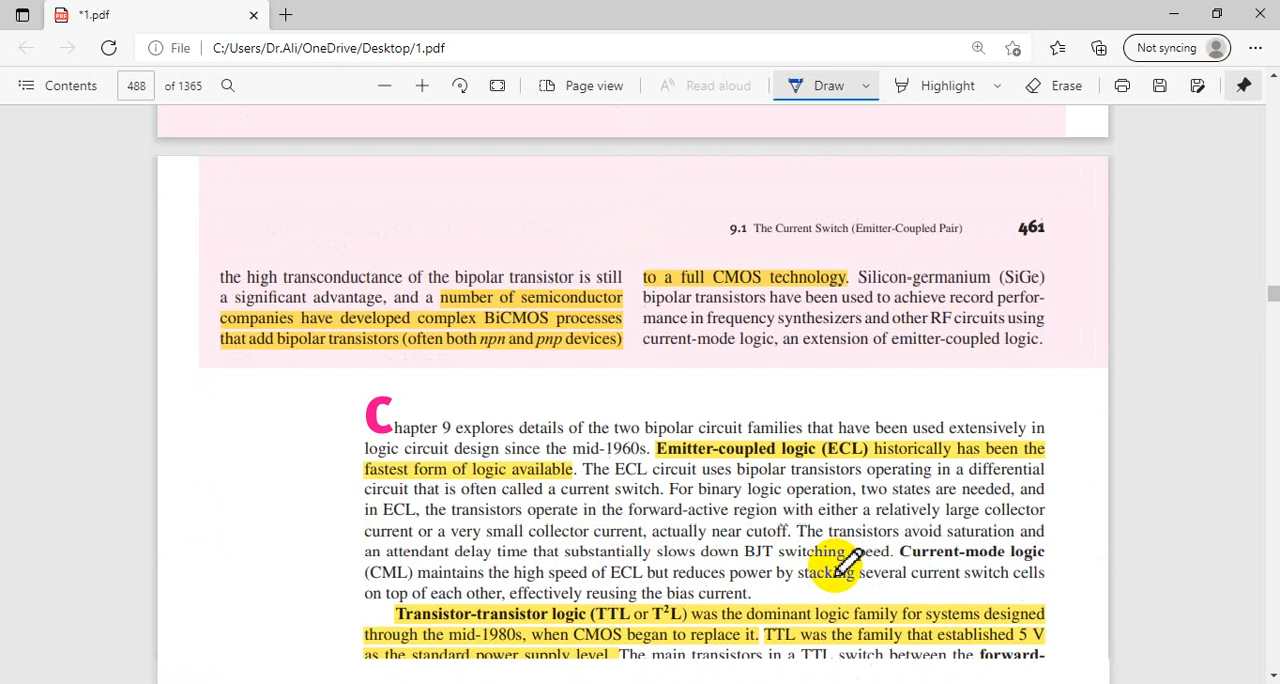 *1.pdf
File
C:/Users/Dr.Ali/OneDrive/Desktop/1.pdf
Not syncing
Contents
488
of 1365
Page view
Read aloud
Draw
Highlight
Erase
9.1 The Current Switch (Emitter-Coupled Pair) 461
the high transconductance of the bipolar transistor is still
a significant advantage, and a number of semiconductor
companies have developed complex BiCMOS processes
that add bipolar transistors (often both npn and pnp devices)
to a full CMOS technology. Silicon-germanium (SiGe)
bipolar transistors have been used to achieve record perfor-
mance in frequency synthesizers and other RF circuits using
current-mode logic, an extension of emitter-coupled logic.
Chapter 9 explores details of the two bipolar circuit families that have been used extensively in
logic circuit design since the mid-1960s. Emitter-coupled logic (ECL) historically has been the
fastest form of logic available. The ECL circuit uses bipolar transistors operating in a differential
circuit that is often called a current switch. For binary logic operation, two states are needed, and
in ECL, the transistors operate in the forward-active region with either a relatively large collector
current or a very small collector current, actually near cutoff. The transistors avoid saturation and
an attendant delay time that substantially slows down BJT switching speed. Current-mode logic
(CML) maintains the high speed of ECL but reduces power by stacking several current switch cells
on top of each other, effectively reusing the bias current.
Transistor-transistor logic (TTL or T²L) was the dominant logic family for systems designed
through the mid-1980s, when CMOS began to replace it. TTL was the family that established 5 V
as the standard power supply level. The main transistors in a TTL switch between the forward-